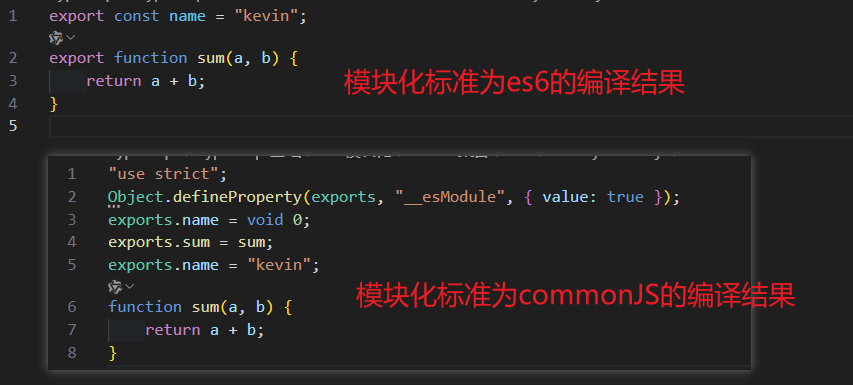 1 export const name = "kevin";
2 export function sum(a, b) {
3 return a + b;
4 }
5
模块化标准为es6的编译结果
1 "use strict";
2 Object.defineProperty(exports, "__esModule", { value: true });
3 exports.name = void 0;
4 exports.sum = sum;
5 exports.name = "kevin";
6 function sum(a, b) {
7 return a + b;
8 }
模块化标准为commonJS的编译结果